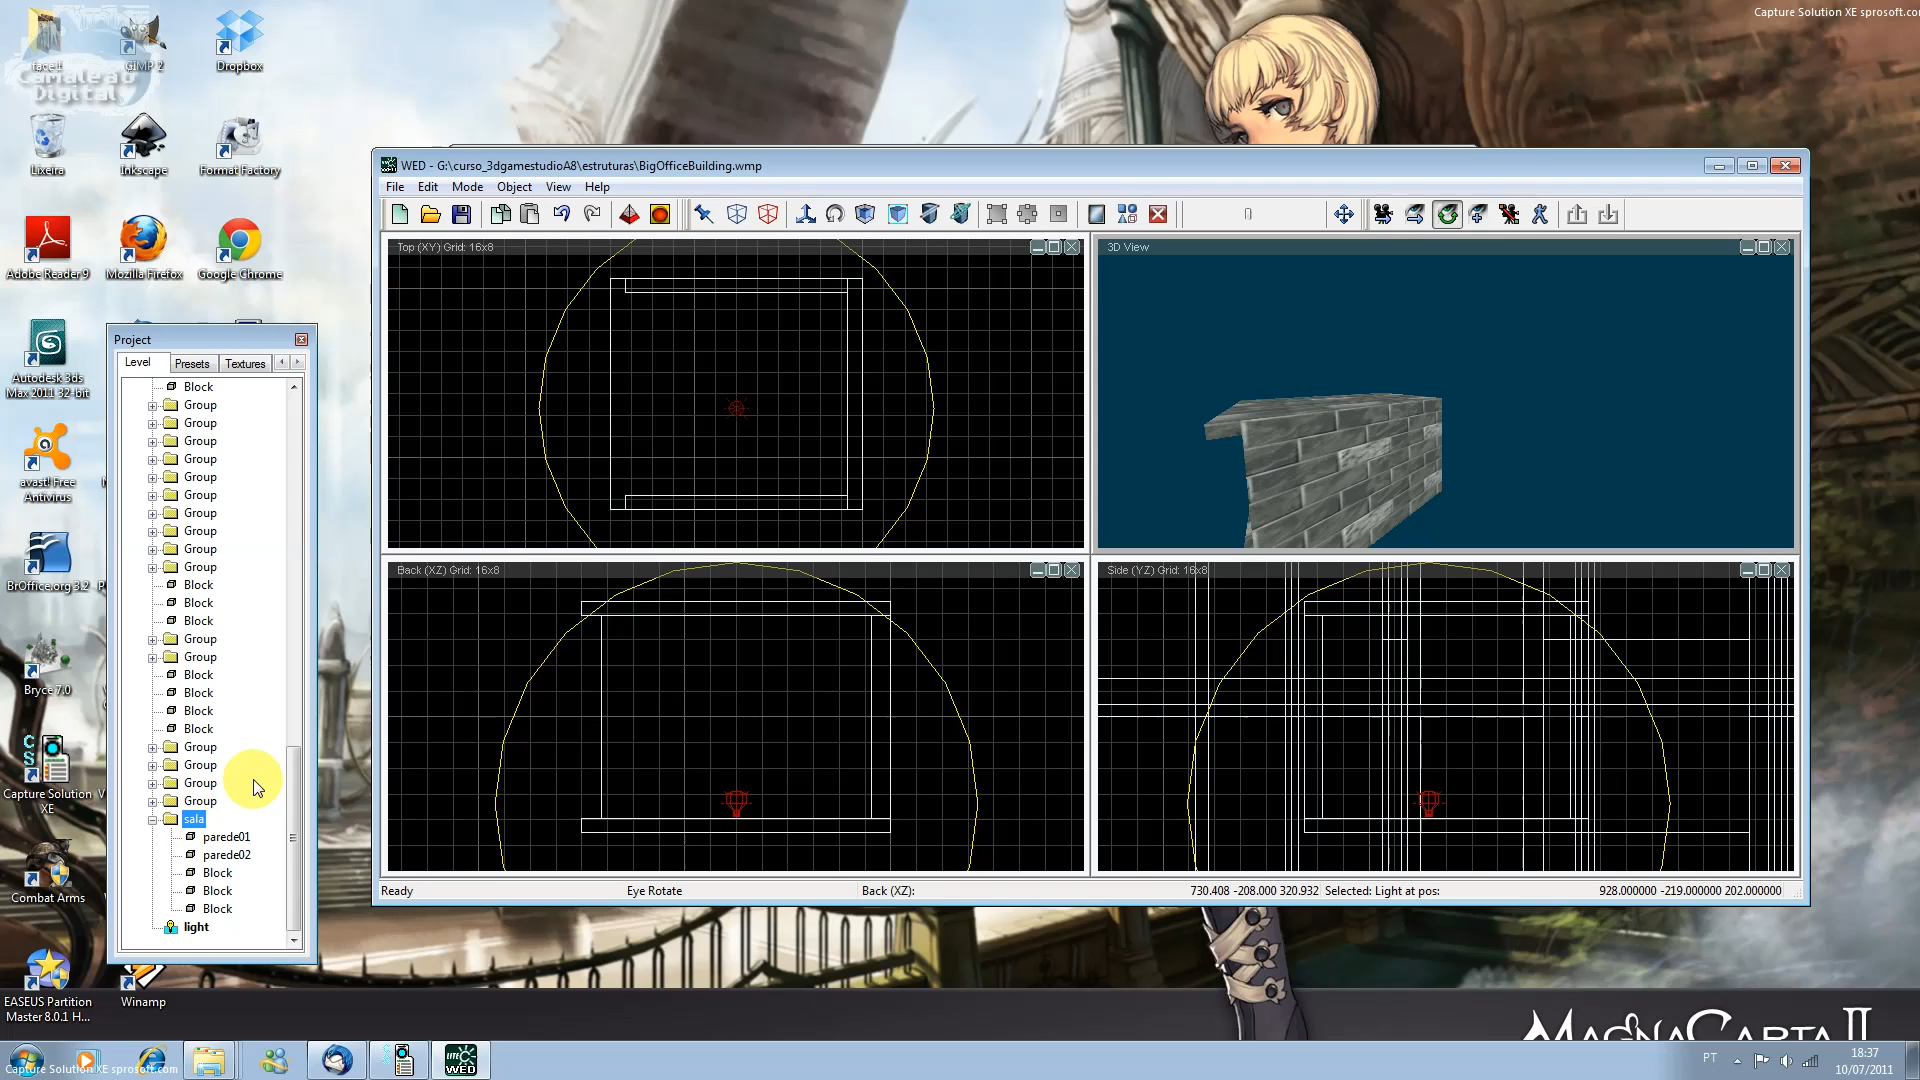 Capture Solution XE sprosoft.co
face1
GIMP 2
Dropbox
Camaleão
Digital
Lixeira
Inkscape
Format Factory
Adobe Reader 9
Mozilla Firefox
Google Chrome
Autodesk 3ds
Max 2011 32-bit
avast! Free
Antivirus
BrOffice.org 3.2
Bryce 7.0
Capture Solution
XE
Combat Arms
EASEUS Partition
Master 8.0.1 H...
Winamp
Project
Level
Presets
Textures
Block
Group
Group
Group
Group
Group
Group
Group
Group
Group
Group
Block
Block
Block
Group
Group
Block
Block
Block
Block
Group
Group
Group
Group
sala
parede01
parede02
Block
Block
Block
light
WED - G:\curso_3dgamestudioA8\estruturas\BigOfficeBuilding.wmp
File Edit Mode Object View Help
Top (XY) Grid: 16x8
3D View
Back (XZ) Grid: 16x8
Side (YZ) Grid: 16x8
Ready
Eye Rotate
Back (XZ):
730.408 -208.000 320.932
Selected: Light at pos:
928.000000 -219.000000 202.000000
MAGNACARTA II
LITE-C
WED
Capture Solution XE sprosoft.com
PT
18:37
10/07/2011